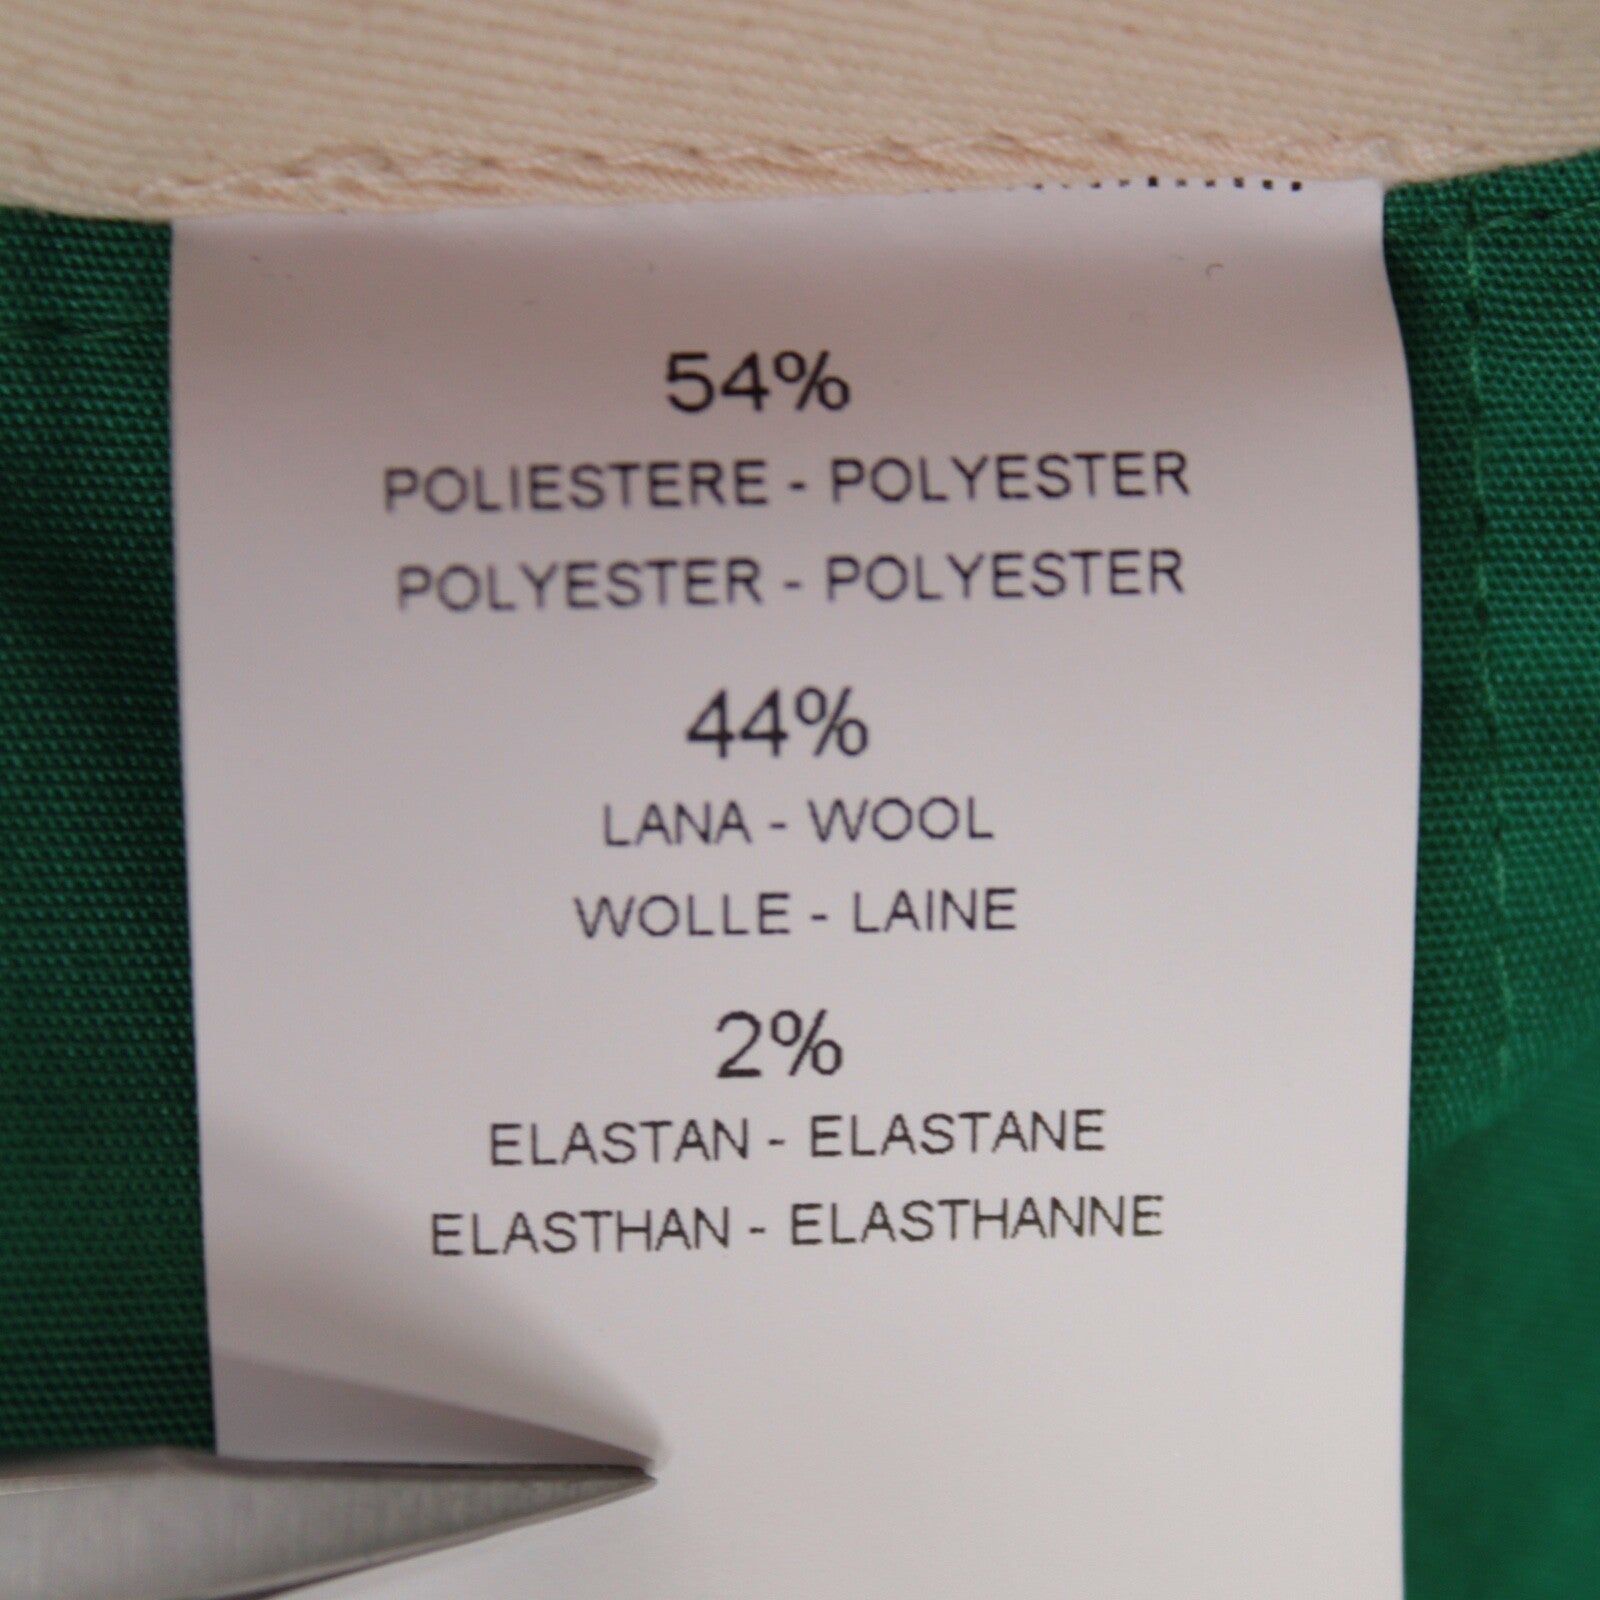 54%
POLIESTERE - POLYESTER
POLYESTER - POLYESTER
44%
LANA - WOOL
WOLLE - LAINE
2%
ELASTAN - ELASTANE
ELASTHAN - ELASTHANNE